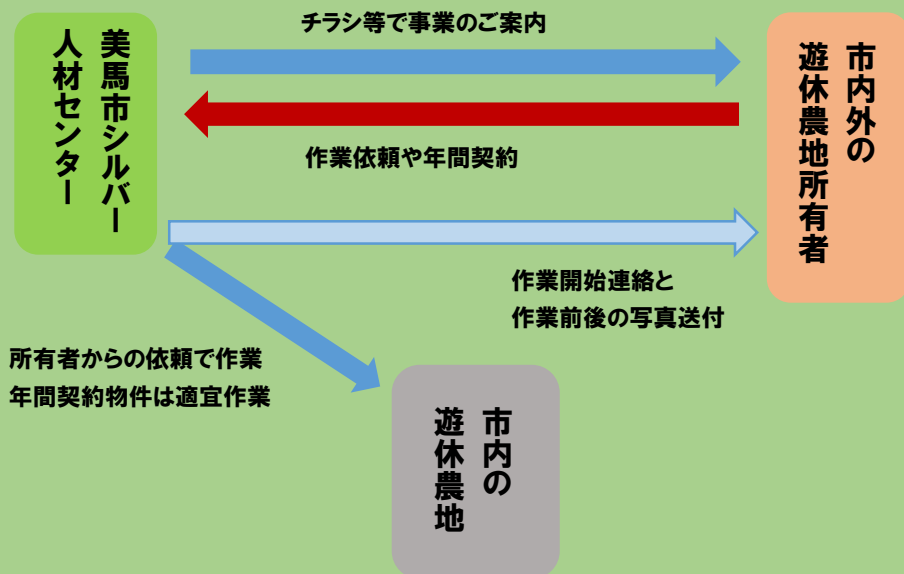 チラシ等で事業のご案内
美馬市シルバー
人材センター
市内外の
遊休農地所有者
作業依頼や年間契約
作業開始連絡と
作業前後の写真送付
所有者からの依頼で作業
年間契約物件は適宜作業
市内の
遊休農地